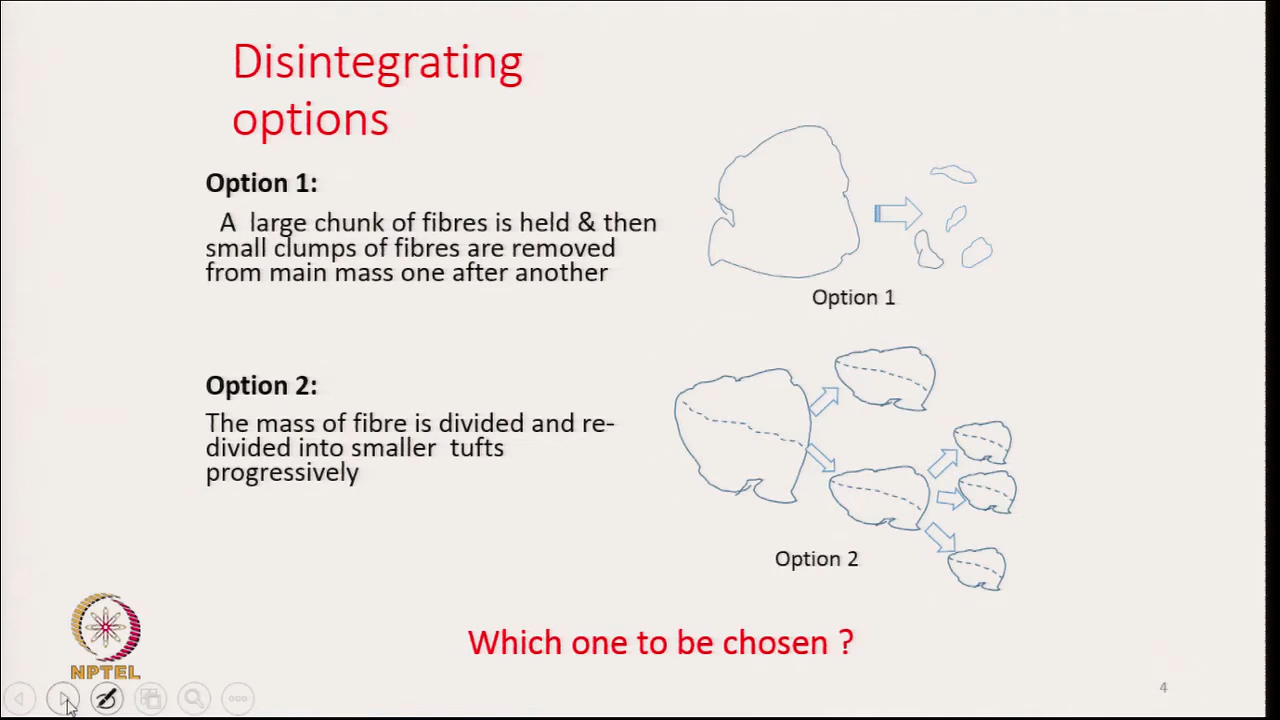 Disintegrating
options
Option 1:
A large chunk of fibres is held & then
small clumps of fibres are removed
from main mass one after another
Option 1
Option 2:
The mass of fibre is divided and re-
divided into smaller tufts
progressively
Option 2
Which one to be chosen ?
NPTEL
4